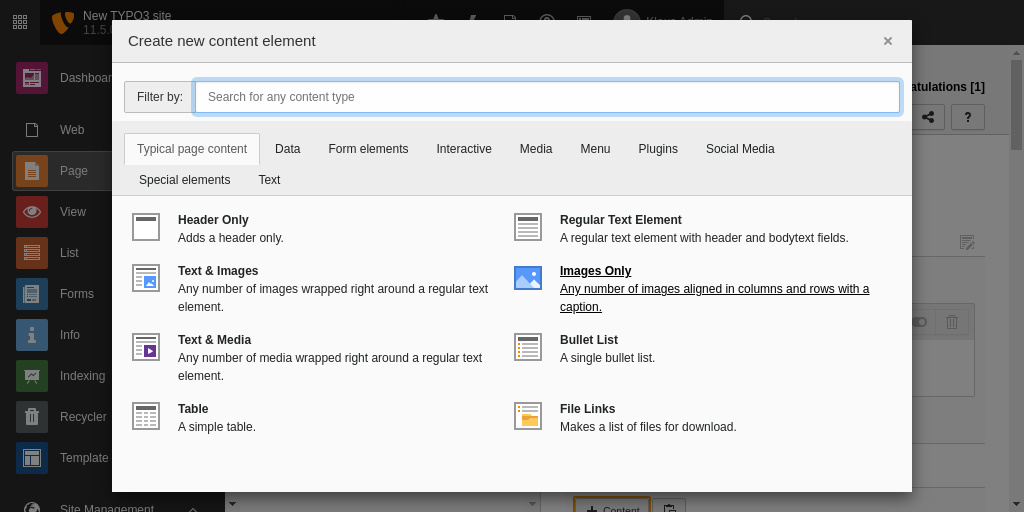 New TYPO3 site
11.5.
Create new content element
×
Filter by:
Search for any content type
Typical page content
Data
Form elements
Interactive
Media
Menu
Plugins
Social Media
Special elements
Text
Header Only
Adds a header only.
Regular Text Element
A regular text element with header and bodytext fields.
Text & Images
Any number of images wrapped right around a regular text
element.
Images Only
Any number of images aligned in columns and rows with a
caption.
Text & Media
Any number of media wrapped right around a regular text
element.
Bullet List
A single bullet list.
Table
A simple table.
File Links
Makes a list of files for download.
Dashboar
Web
Page
View
List
Forms
Info
Indexing
Recycler
Template
Site Management
atulations [1]
?
+ Content